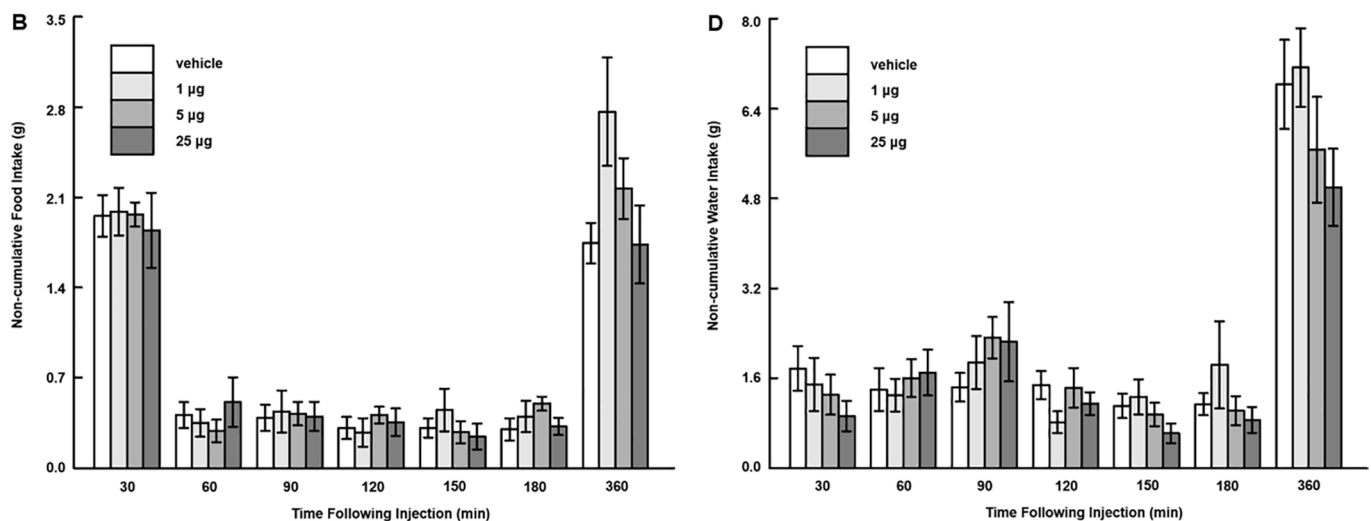 B
Non-cumulative Food Intake (g)
3.5
2.8
2.1
1.4
0.7
0.0
vehicle
1 µg
5 µg
25 µg
30 60 90 120 150 180 360
Time Following Injection (min)
D
Non-cumulative Water Intake (g)
8.0
6.4
4.8
3.2
1.6
0.0
vehicle
1 µg
5 µg
25 µg
30 60 90 120 150 180 360
Time Following Injection (min)